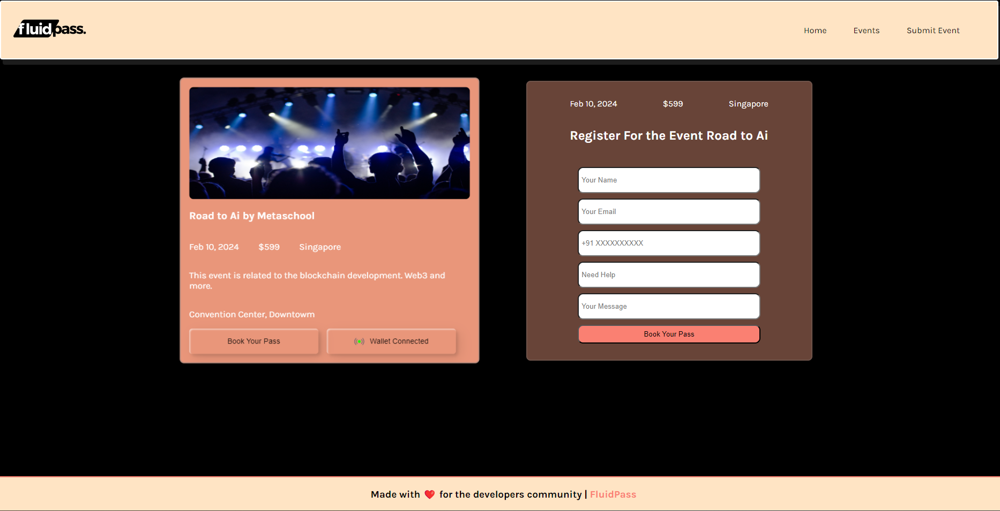 fluidpass.
Home Events Submit Event
Road to Ai by Metaschool
Feb 10, 2024 $599 Singapore
This event is related to the blockchain development. Web3 and
more.
Convention Center, Downtowm
Book Your Pass Wallet Connected
Feb 10, 2024 $599 Singapore
Register For the Event Road to Ai
Your Name
Your Email
+91 XXXXXXXXXX
Need Help
Your Message
Book Your Pass
Made with ❤️ for the developers community | FluidPass